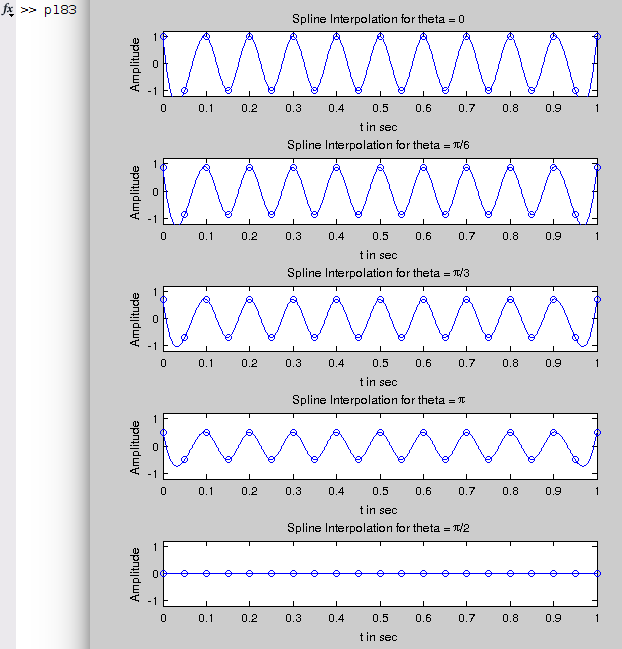 fx >> p183
Spline Interpolation for theta = 0
1
0
-1
Amplitude
0 0.1 0.2 0.3 0.4 0.5 0.6 0.7 0.8 0.9 1
t in sec
Spline Interpolation for theta = π/6
1
0
-1
Amplitude
0 0.1 0.2 0.3 0.4 0.5 0.6 0.7 0.8 0.9 1
t in sec
Spline Interpolation for theta = π/3
1
0
-1
Amplitude
0 0.1 0.2 0.3 0.4 0.5 0.6 0.7 0.8 0.9 1
t in sec
Spline Interpolation for theta = π
1
0
-1
Amplitude
0 0.1 0.2 0.3 0.4 0.5 0.6 0.7 0.8 0.9 1
t in sec
Spline Interpolation for theta = π/2
1
0
-1
Amplitude
0 0.1 0.2 0.3 0.4 0.5 0.6 0.7 0.8 0.9 1
t in sec